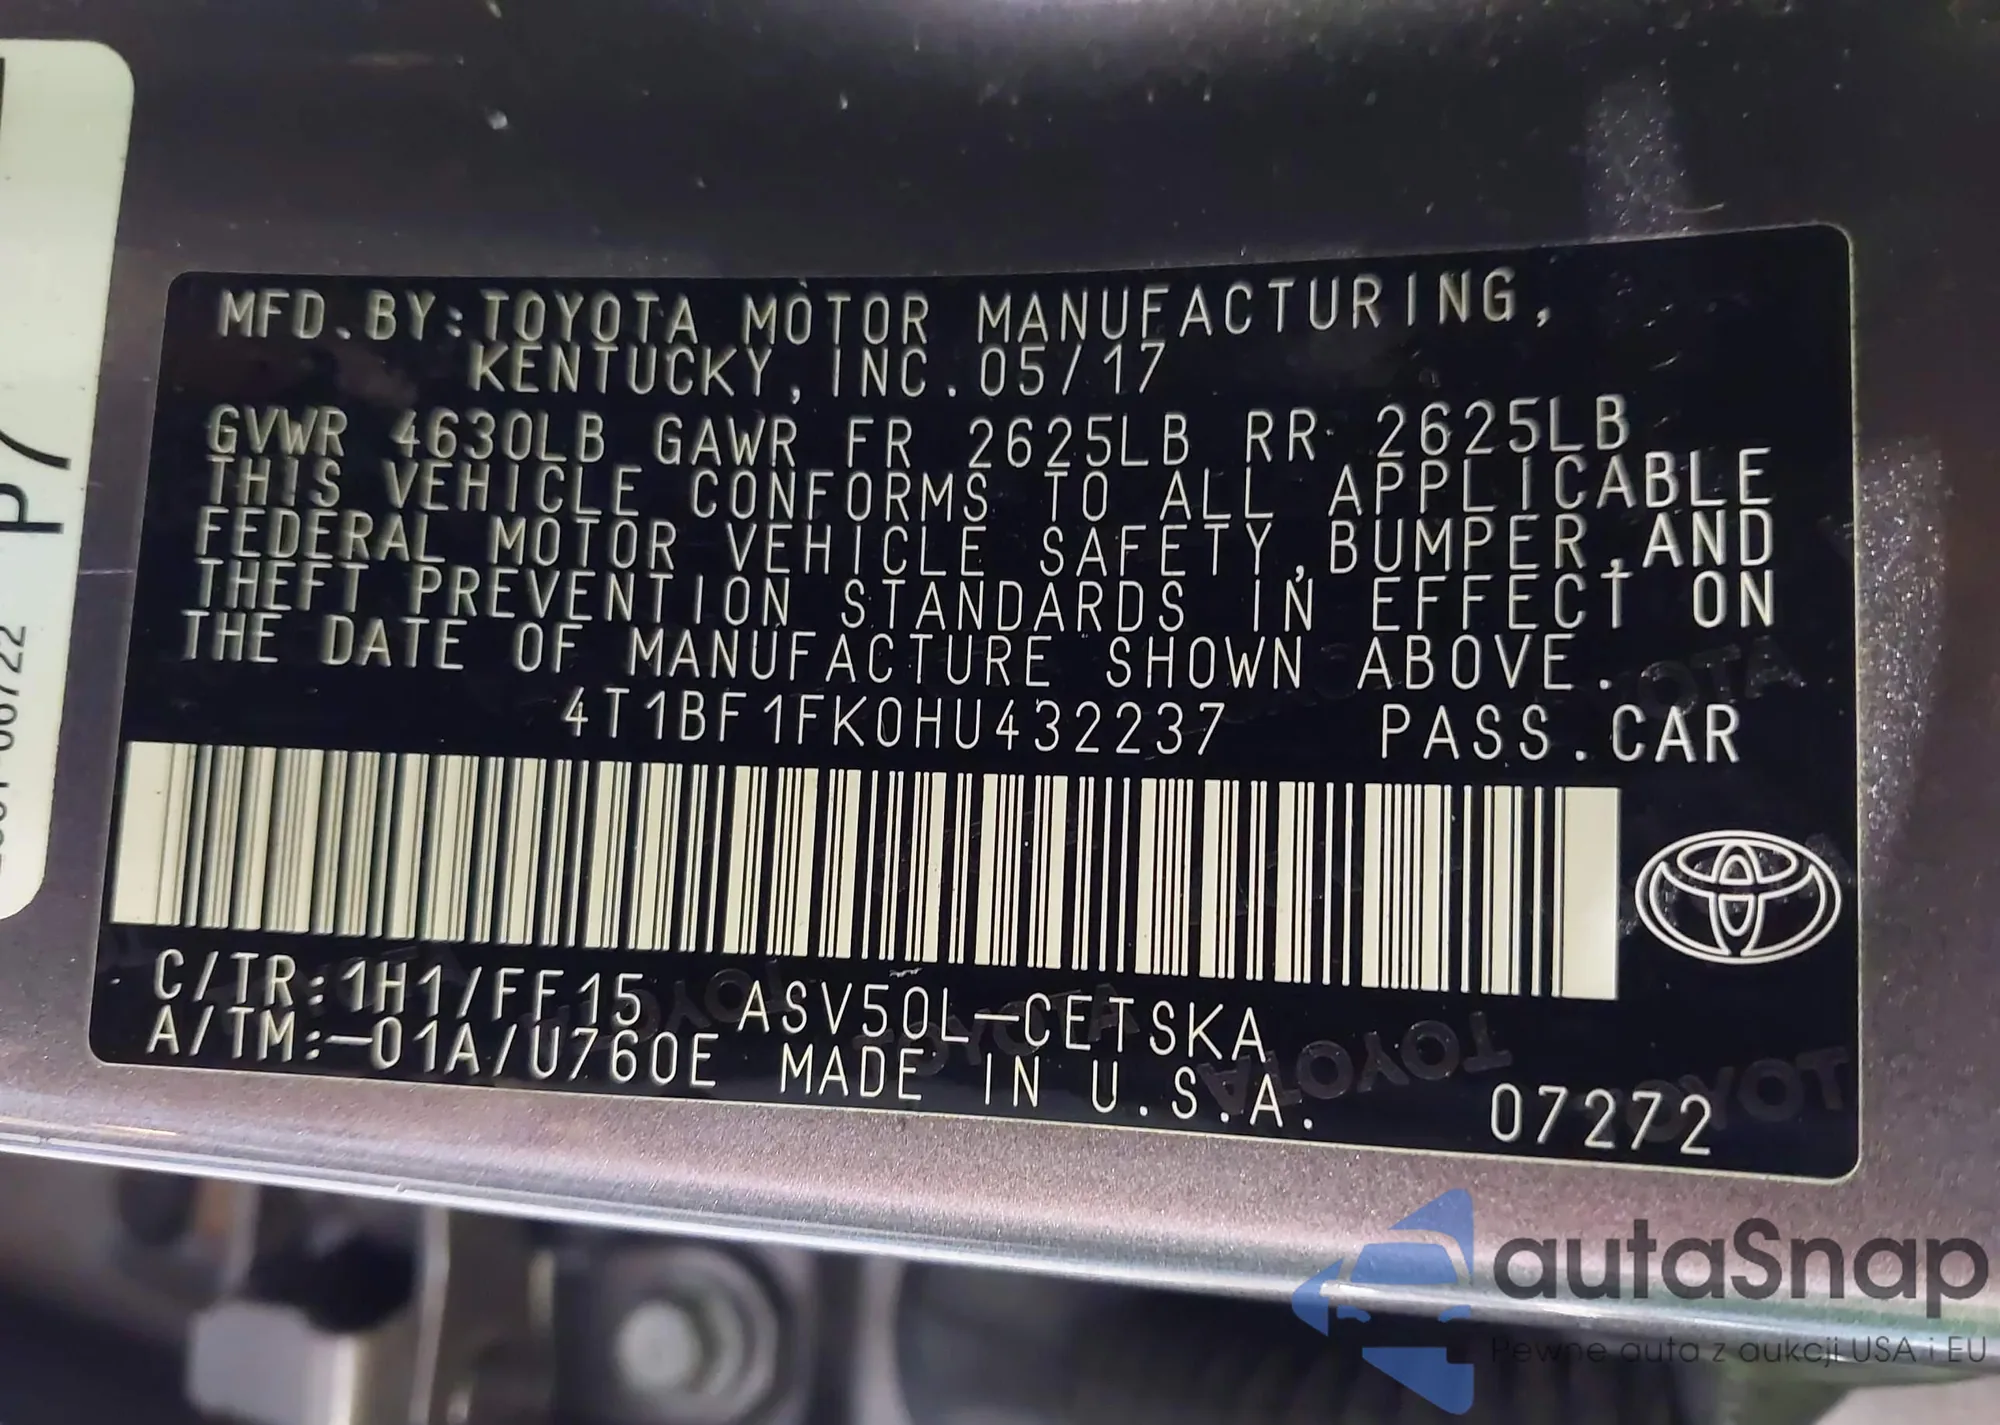 MFD.BY:TOYOTA MOTOR MANUFACTURING,
KENTUCKY,INC.05/17
GVWR 4630LB GAWR FR 2625LB RR 2625LB
THIS VEHICLE CONFORMS TO ALL APPLICABLE
FEDERAL MOTOR VEHICLE SAFETY,BUMPER,AND
THEFT PREVENTION STANDARDS IN EFFECT ON
THE DATE OF MANUFACTURE SHOWN ABOVE.
4T1BF1FK0HU432237 PASS.CAR
C/TR:1H1/FF15 ASV50L-CETSKA
A/TM:-01A/U760E MADE IN U.S.A.
07272
autaSnap
Pewne auta z aukcji USA i EU